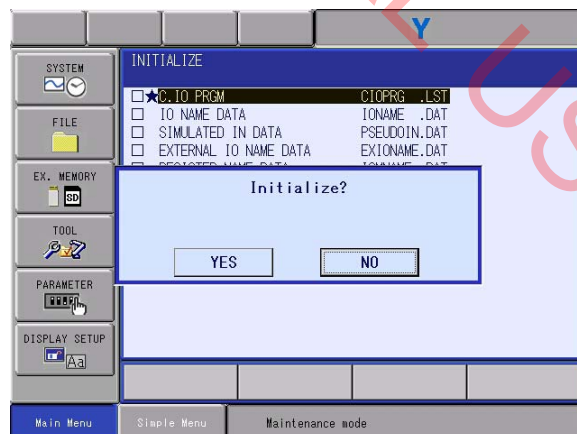 Y
SYSTEM
FILE
EX. MEMORY
SD
TOOL
PARAMETER
DISPLAY SETUP
Aa
INITIALIZE
★C.IO PRGM CIOPRG .LST
IO NAME DATA IONAME .DAT
SIMULATED IN DATA PSEUDOIN.DAT
EXTERNAL IO NAME DATA EXIONAME.DAT
Initialize?
YES NO
Main Menu Simple Menu Maintenance mode